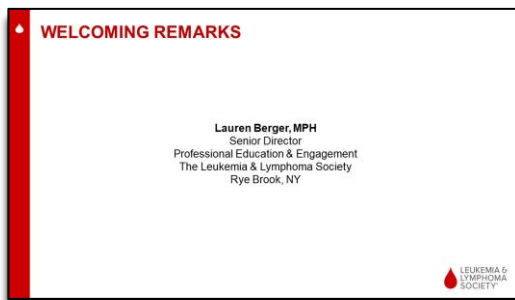 WELCOMING REMARKS
Lauren Berger, MPH
Senior Director
Professional Education & Engagement
The Leukemia & Lymphoma Society
Rye Brook, NY
LEUKEMIA &
LYMPHOMA
SOCIETY